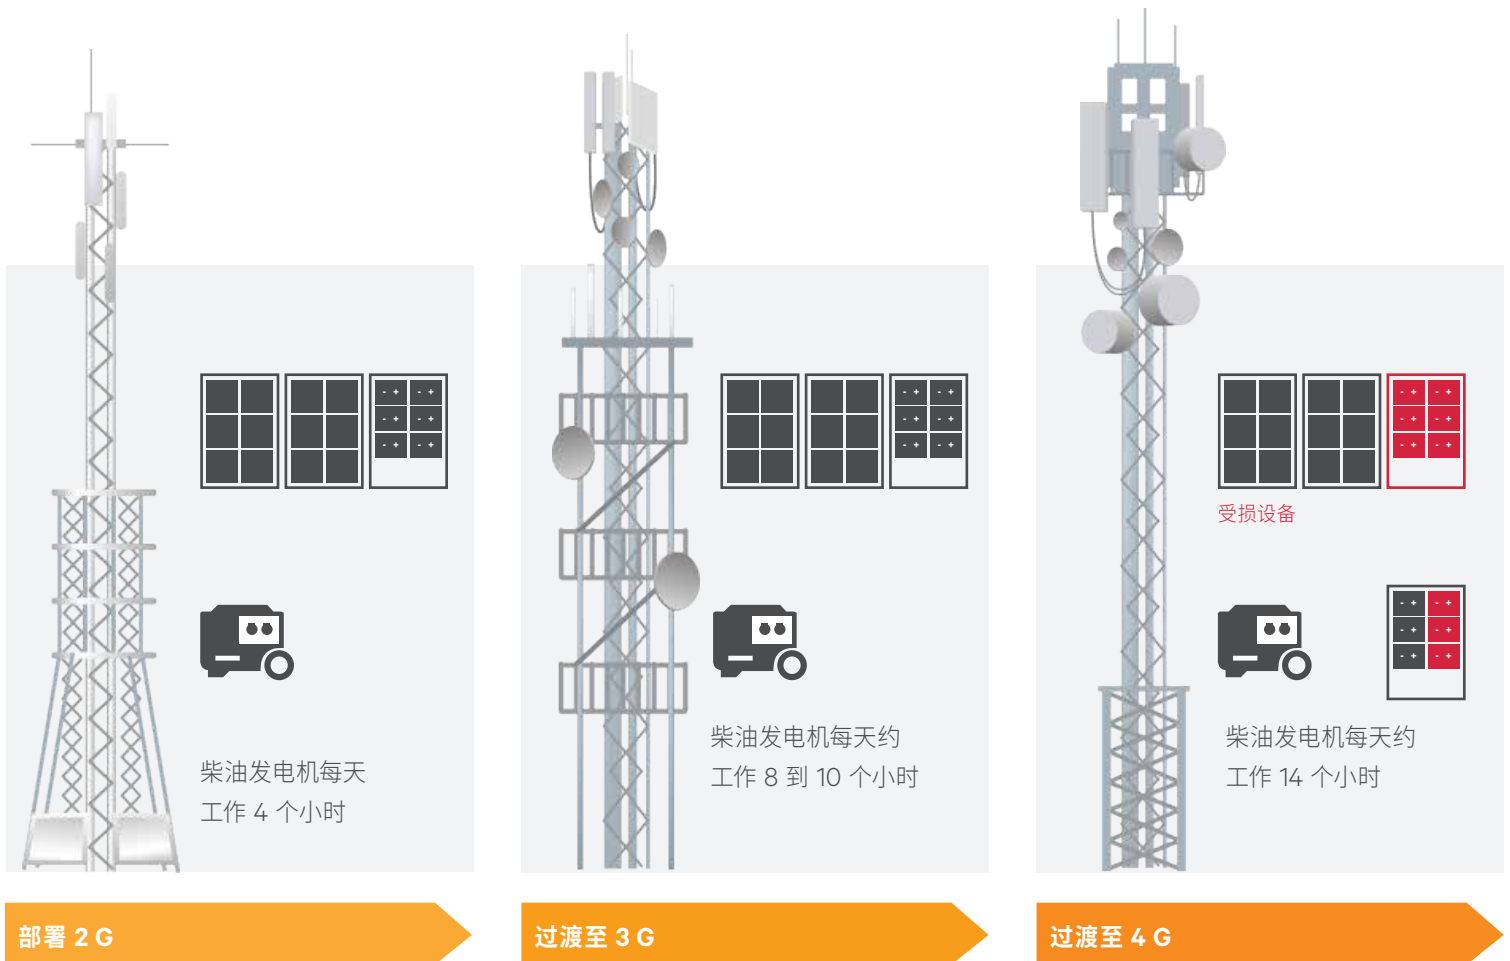 受损设备
柴油发电机每天
工作 4 个小时
柴油发电机每天约
工作 8 到 10 个小时
柴油发电机每天约
工作 14 个小时
部署 2 G
过渡至 3 G
过渡至 4 G